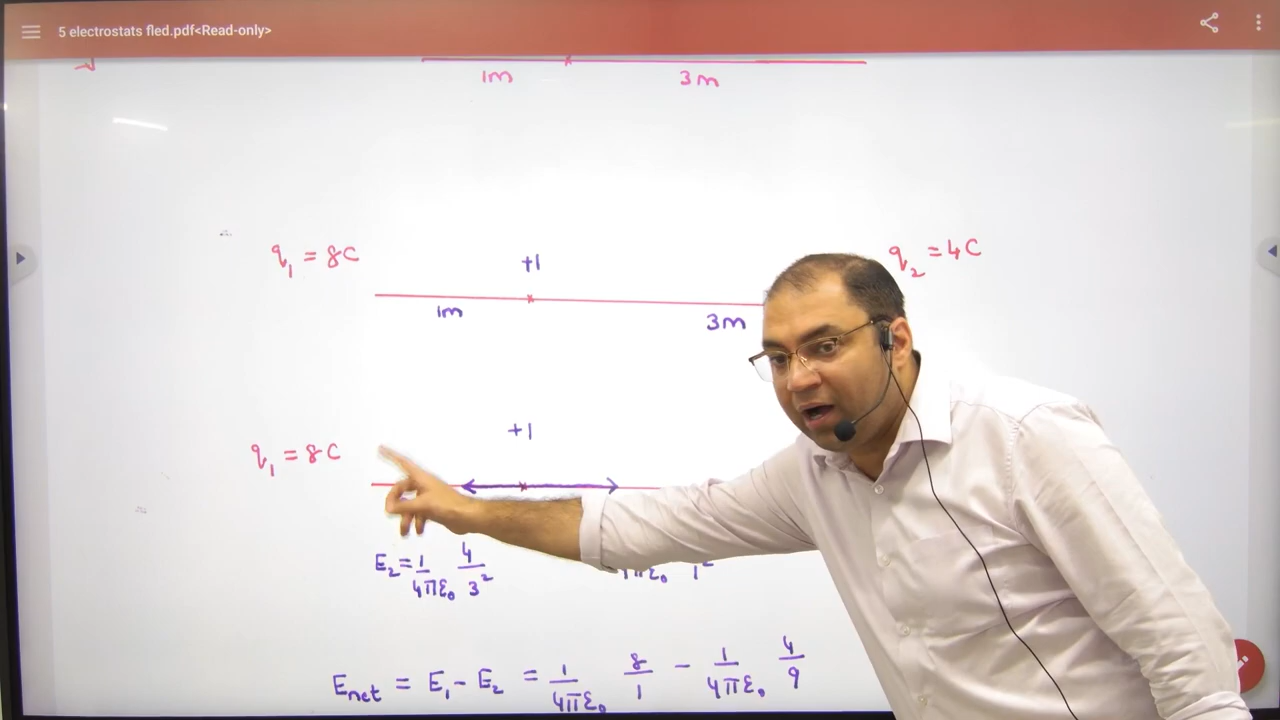 5 electrostats fled.pdf<Read-only>
1m 3m
q₁ = 8C +1 q₂ = 4C
1m 3m
+1
q₁ = 8C
E₂ = 1/4πε₀ 4/3²
Enet = E₁ - E₂ = 1/4πε₀ 8/1 - 1/4πε₀ 4/9